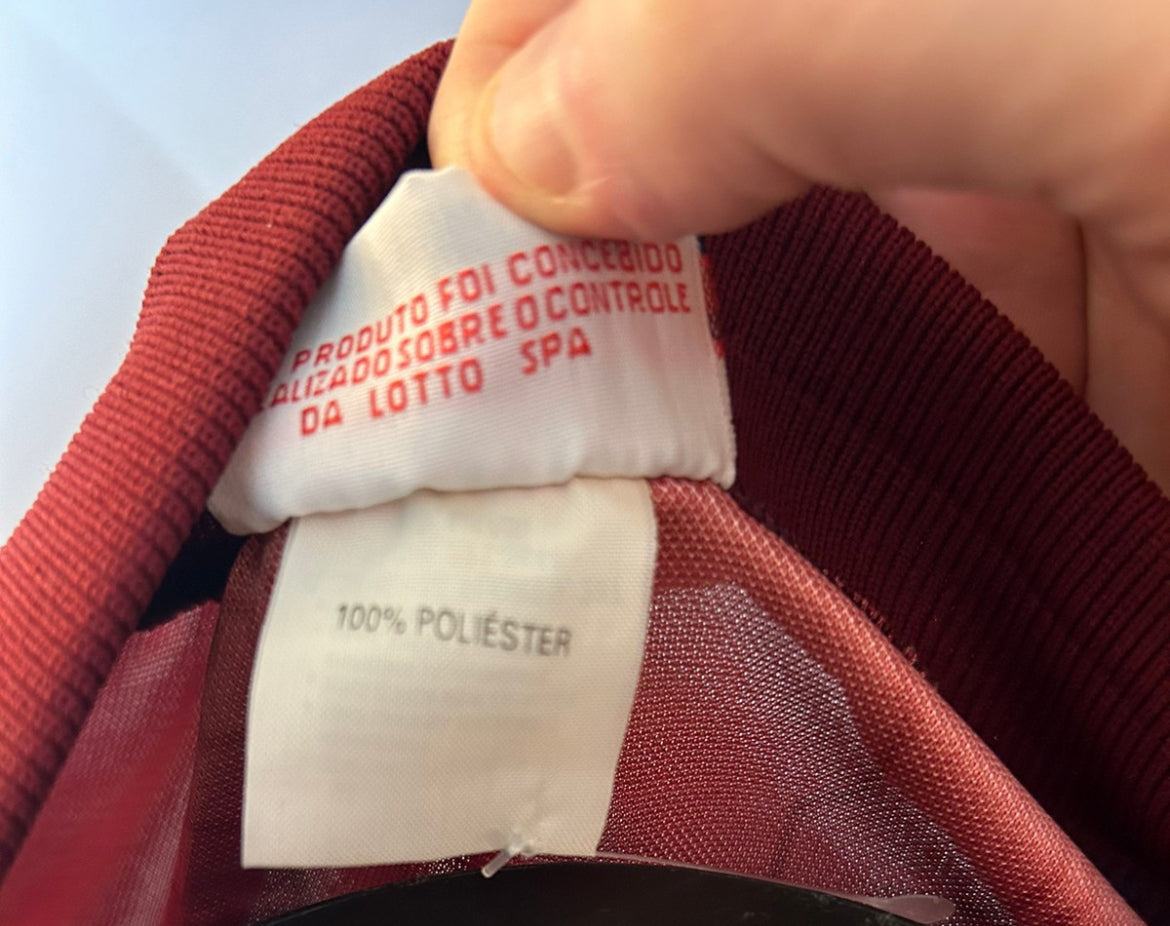 PRODUTO FOI CONCEBIDO
ALIZADO SOBRE O CONTROLE
DA LOTTO SPA
100% POLIÉSTER